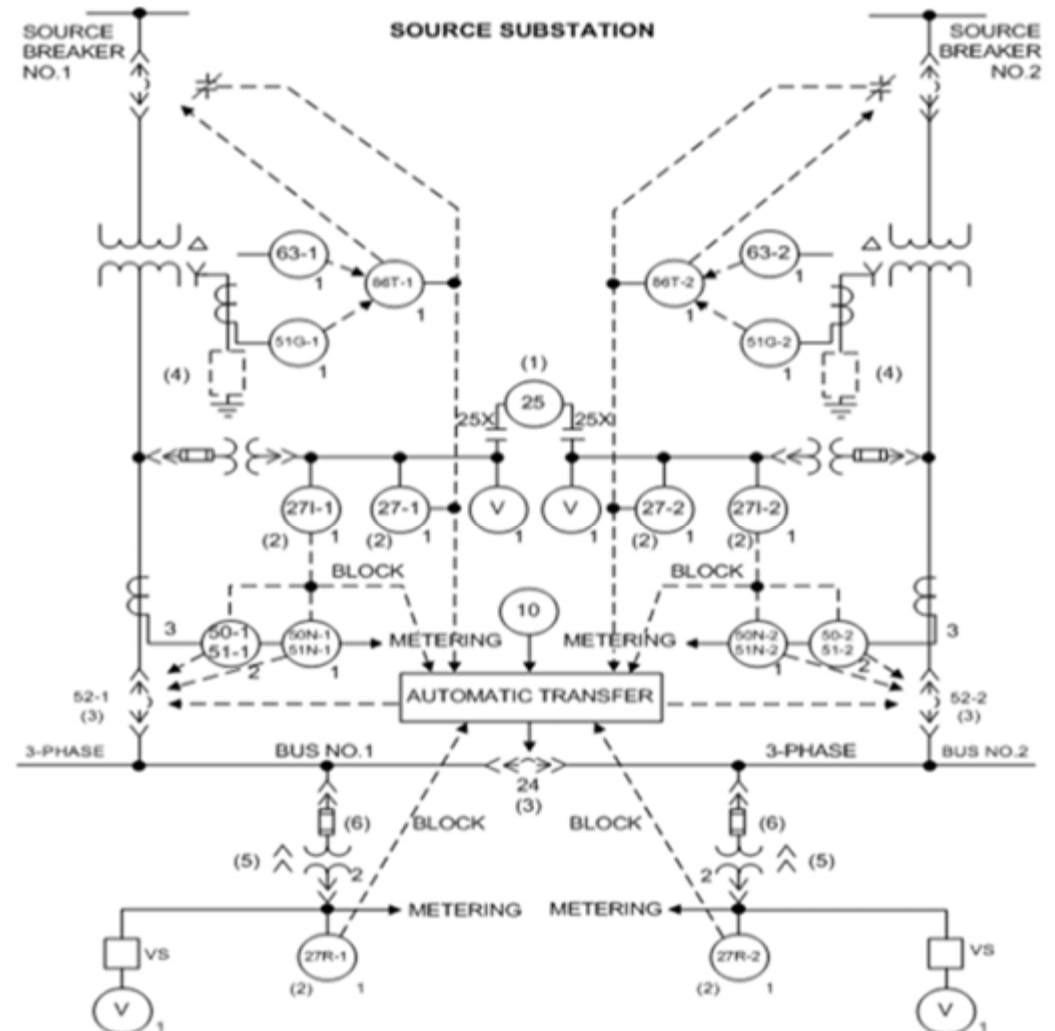 SOURCE SUBSTATION
SOURCE
BREAKER
NO.1
SOURCE
BREAKER
NO.2
63-1
1
86T-1
1
51G-1
1
(4)
63-2
1
86T-2
1
51G-2
1
(4)
(1)
25
25X
25X
27I-1
(2)
1
27-1
(2)
1
V
1
V
1
27-2
(2)
1
27I-2
(2)
1
BLOCK
BLOCK
10
3
50-1
51-1
2
50N-1
51N-1
1
METERING
METERING
50N-2
51N-2
1
50-2
51-2
2
3
52-1
(3)
AUTOMATIC TRANSFER
52-2
(3)
3-PHASE
BUS NO.1
3-PHASE
BUS NO.2
24
(3)
(6)
BLOCK
BLOCK
(6)
(5)
2
2
(5)
METERING
METERING
VS
27R-1
(2)
1
27R-2
(2)
1
VS
V
1
V
1